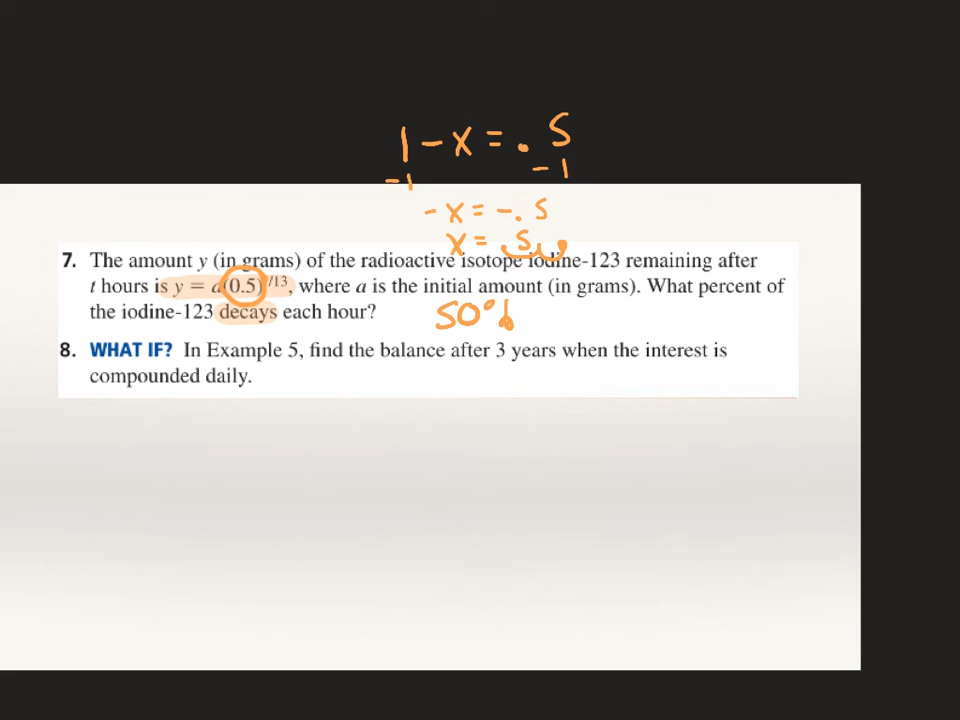 1 - x = .5
-1 -1
-x = -.5
x = .5
7. The amount y (in grams) of the radioactive isotope iodine-123 remaining after
t hours is y = a(0.5)^t/13, where a is the initial amount (in grams). What percent of
the iodine-123 decays each hour? 50%
8. WHAT IF? In Example 5, find the balance after 3 years when the interest is
compounded daily.